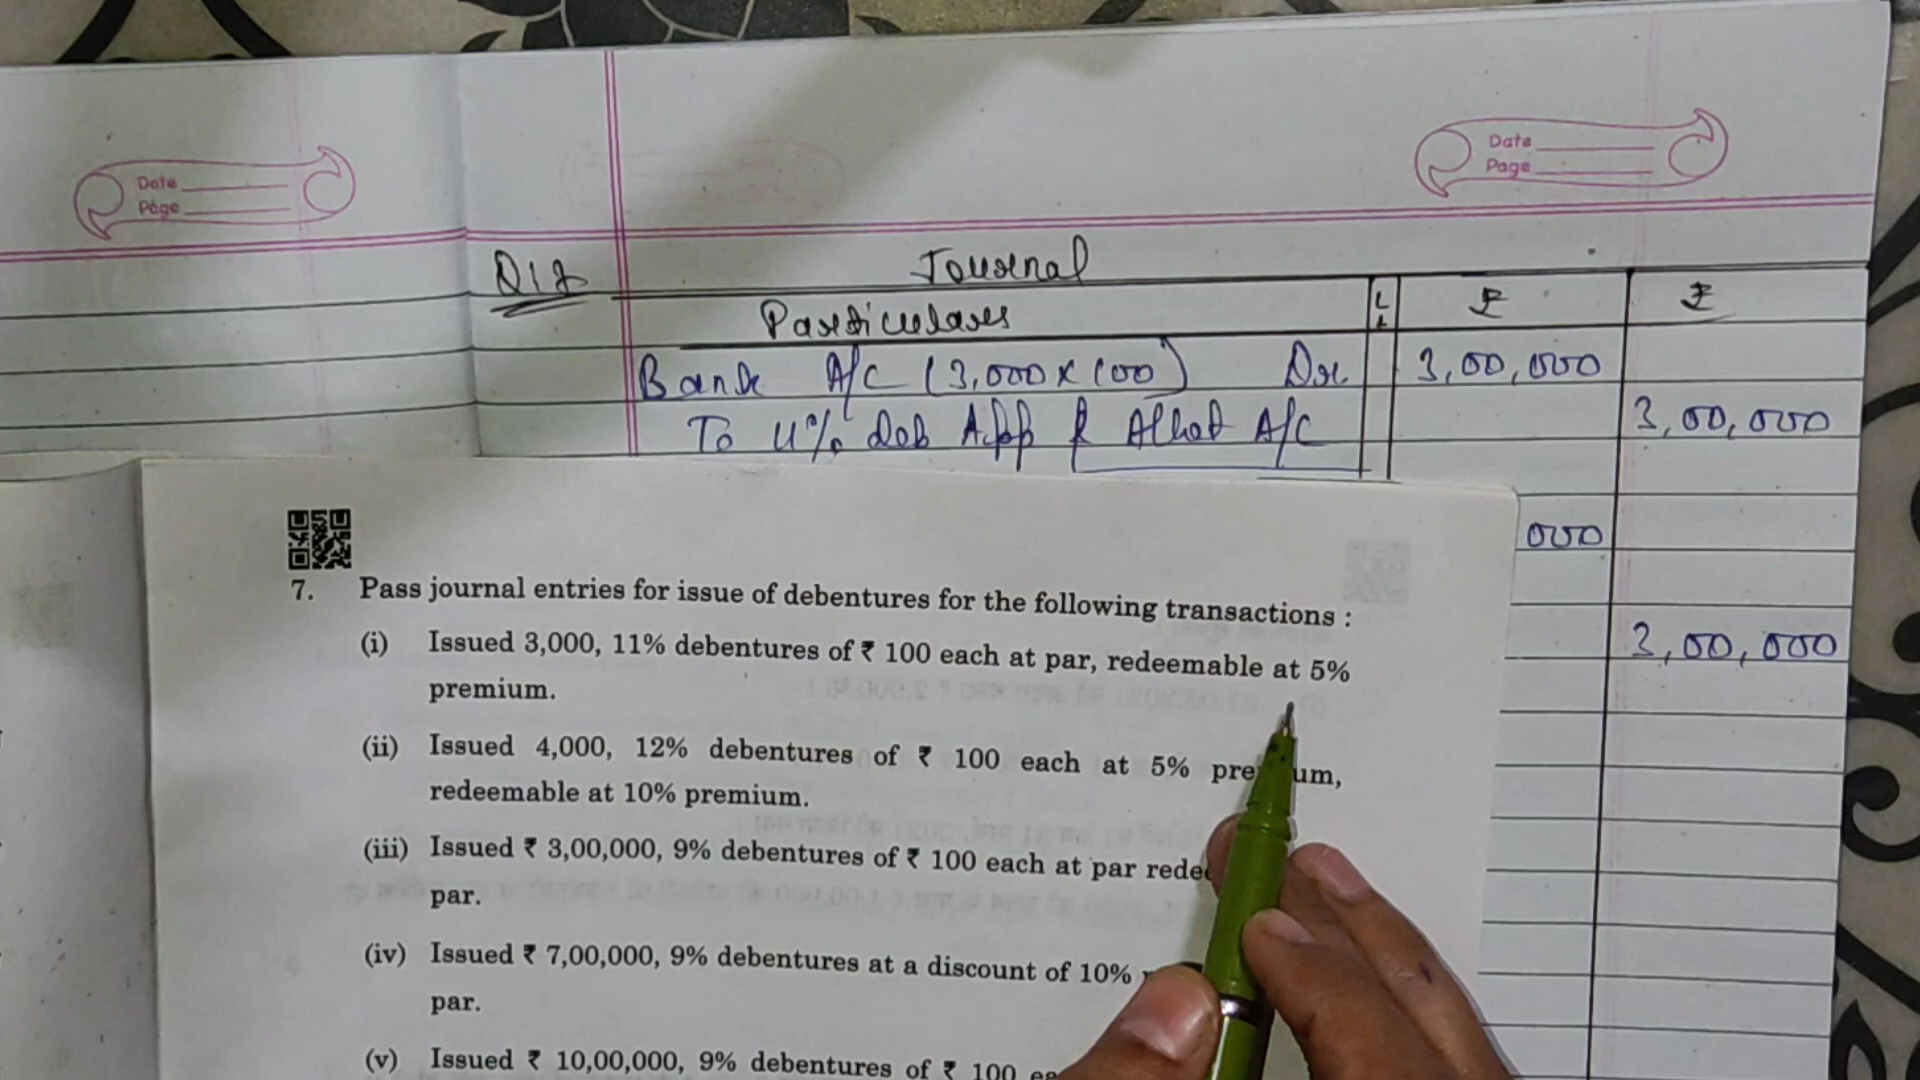 Date
Page
Date
Page
Journal
Particulars
₹ ₹
Bank A/C (3,000 x 100) Dr 3,00,000
To 11% deb App & Allot A/C 3,00,000
000
3,00,000
7. Pass journal entries for issue of debentures for the following transactions :
(i) Issued 3,000, 11% debentures of ₹ 100 each at par, redeemable at 5%
premium.
(ii) Issued 4,000, 12% debentures of ₹ 100 each at 5%
redeemable at 10% premium.
(iii) Issued ₹ 3,00,000, 9% debentures of ₹ 100 each at par
par.
(iv) Issued ₹ 7,00,000, 9% debentures at a discount of 10%
par.
(v) Issued ₹ 10,00,000, 9% debentures of ₹ 100